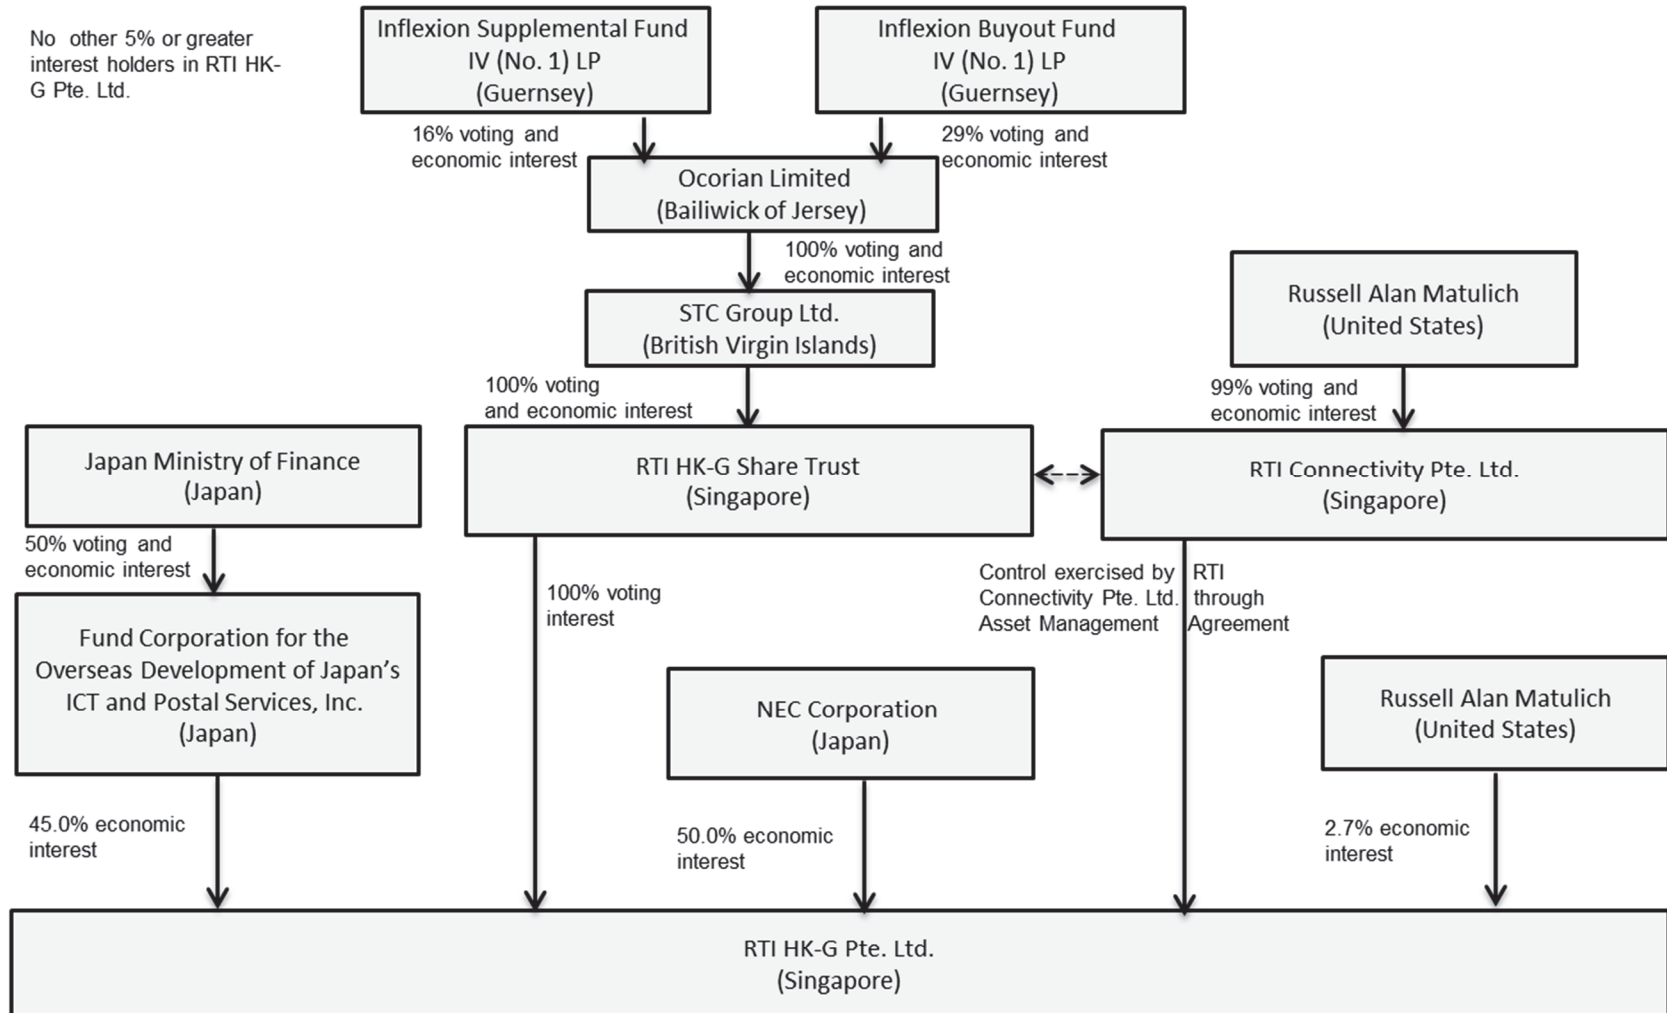 No other 5% or greater
interest holders in RTI HK-
G Pte. Ltd.
Inflexion Supplemental Fund
IV (No. 1) LP
(Guernsey)
Inflexion Buyout Fund
IV (No. 1) LP
(Guernsey)
16% voting and
economic interest
29% voting and
economic interest
Ocorian Limited
(Bailiwick of Jersey)
100% voting and
economic interest
STC Group Ltd.
(British Virgin Islands)
Russell Alan Matulich
(United States)
100% voting
and economic interest
99% voting and
economic interest
Japan Ministry of Finance
(Japan)
RTI HK-G Share Trust
(Singapore)
RTI Connectivity Pte. Ltd.
(Singapore)
50% voting and
economic interest
100% voting
interest
Control exercised by RTI
Connectivity Pte. Ltd. through
Asset Management Agreement
Fund Corporation for the
Overseas Development of Japan’s
ICT and Postal Services, Inc.
(Japan)
NEC Corporation
(Japan)
Russell Alan Matulich
(United States)
45.0% economic
interest
50.0% economic
interest
2.7% economic
interest
RTI HK-G Pte. Ltd.
(Singapore)